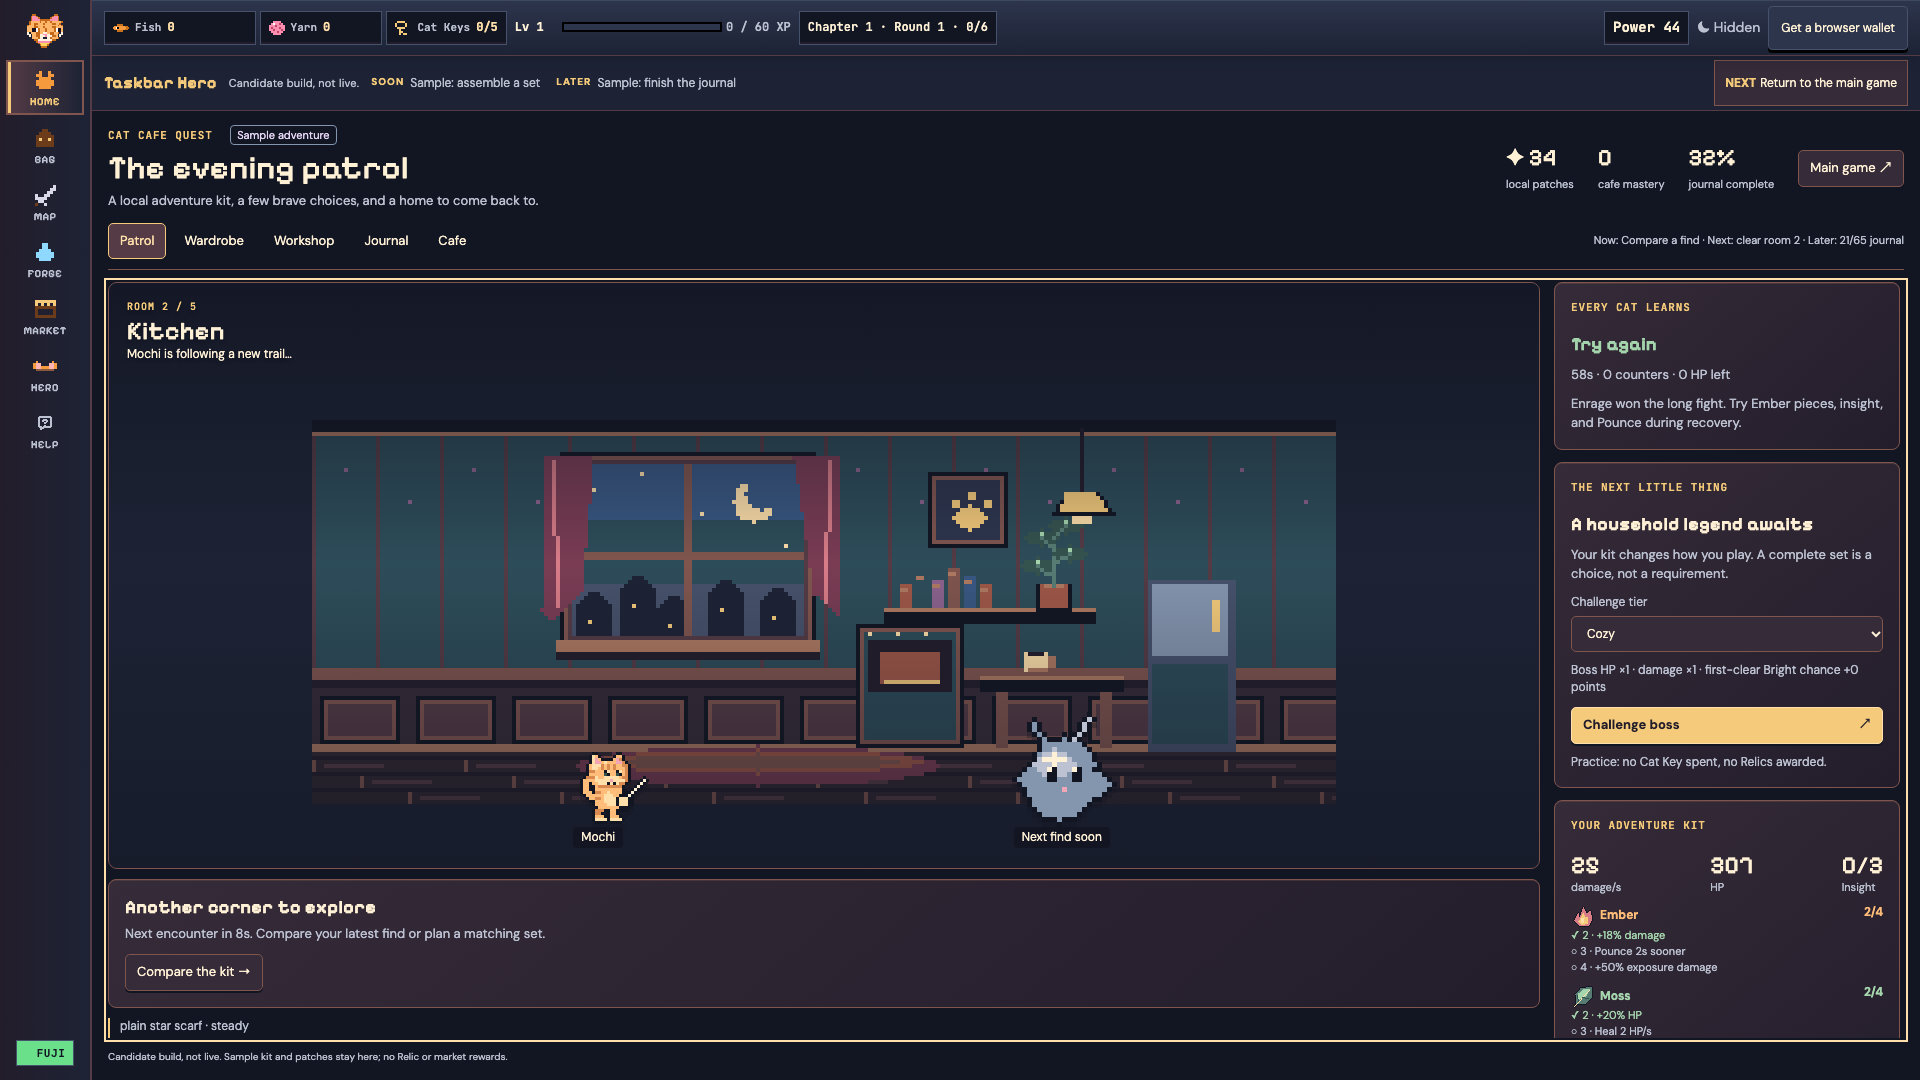 Fish 0
Yarn 0
Cat Keys 0/5
Lv 1
0 / 60 XP
Chapter 1 · Round 1 · 0/6
Power 44
Hidden
Get a browser wallet
HOME
BAG
MAP
FORGE
MARKET
HERO
HELP
FUJI
Taskbar Hero
Candidate build, not live.
SOON Sample: assemble a set
LATER Sample: finish the journal
NEXT Return to the main game
CAT CAFE QUEST
Sample adventure
The evening patrol
A local adventure kit, a few brave choices, and a home to come back to.
34
local patches
0
cafe mastery
32%
journal complete
Main game ↗
Patrol
Wardrobe
Workshop
Journal
Cafe
Now: Compare a find · Next: clear room 2 · Later: 21/65 journal
ROOM 2 / 5
Kitchen
Mochi is following a new trail…
Mochi
Next find soon
Another corner to explore
Next encounter in 8s. Compare your latest find or plan a matching set.
Compare the kit →
plain star scarf · steady
EVERY CAT LEARNS
Try again
58s · 0 counters · 0 HP left
Enrage won the long fight. Try Ember pieces, insight,
and Pounce during recovery.
THE NEXT LITTLE THING
A household legend awaits
Your kit changes how you play. A complete set is a
choice, not a requirement.
Challenge tier
Cozy
Boss HP ×1 · damage ×1 · first-clear Bright chance +0
points
Challenge boss ↗
Practice: no Cat Key spent, no Relics awarded.
YOUR ADVENTURE KIT
28
damage/s
307
HP
0/3
Insight
Ember 2/4
✓ 2 · +18% damage
○ 3 · Pounce 2s sooner
○ 4 · +50% exposure damage
Moss 2/4
✓ 2 · +20% HP
○ 3 · Heal 2 HP/s
Candidate build, not live. Sample kit and patches stay here; no Relic or market rewards.